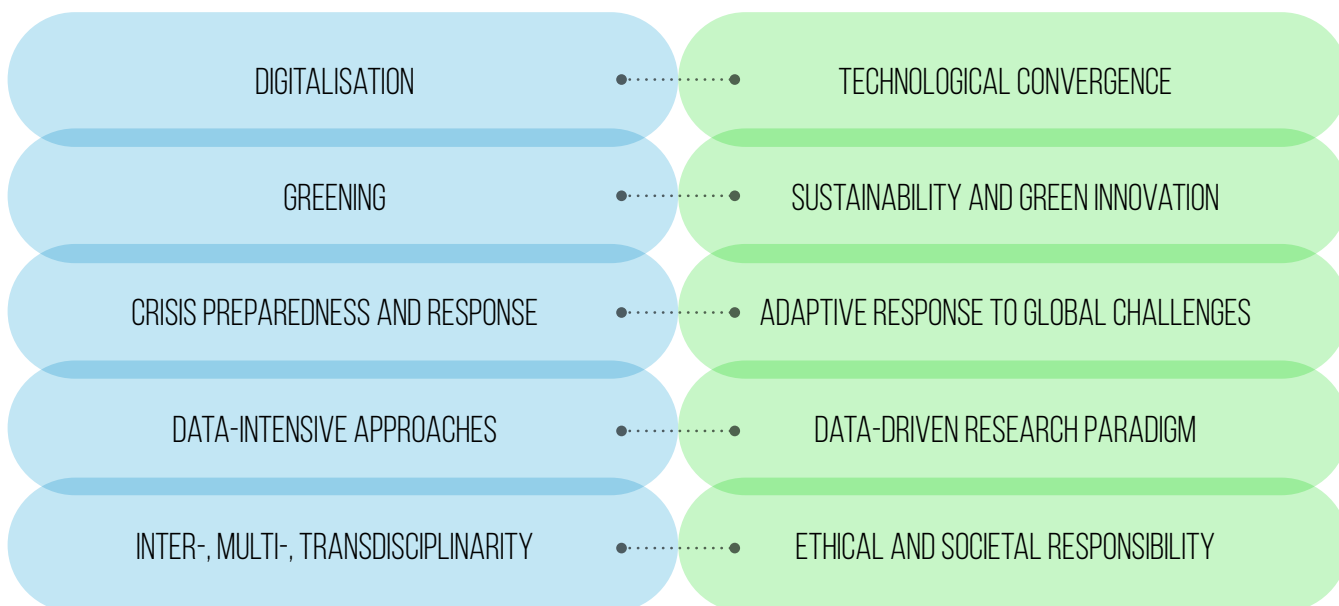 DIGITALISATION
TECHNOLOGICAL CONVERGENCE
GREENING
SUSTAINABILITY AND GREEN INNOVATION
CRISIS PREPAREDNESS AND RESPONSE
ADAPTIVE RESPONSE TO GLOBAL CHALLENGES
DATA-INTENSIVE APPROACHES
DATA-DRIVEN RESEARCH PARADIGM
INTER-, MULTI-, TRANSDISCIPLINARITY
ETHICAL AND SOCIETAL RESPONSIBILITY